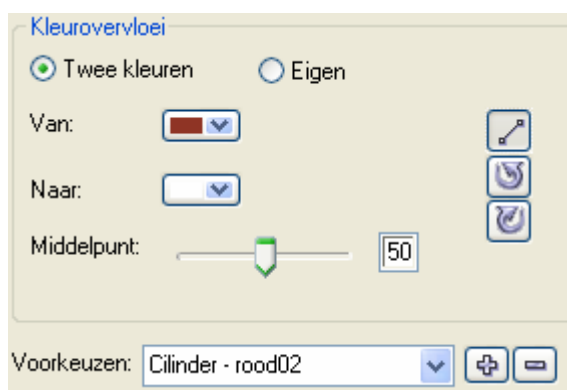 Kleurovervloei
Twee kleuren Eigen
Van:
Naar:
Middelpunt: 50
Voorkeuzen: Cilinder - rood02